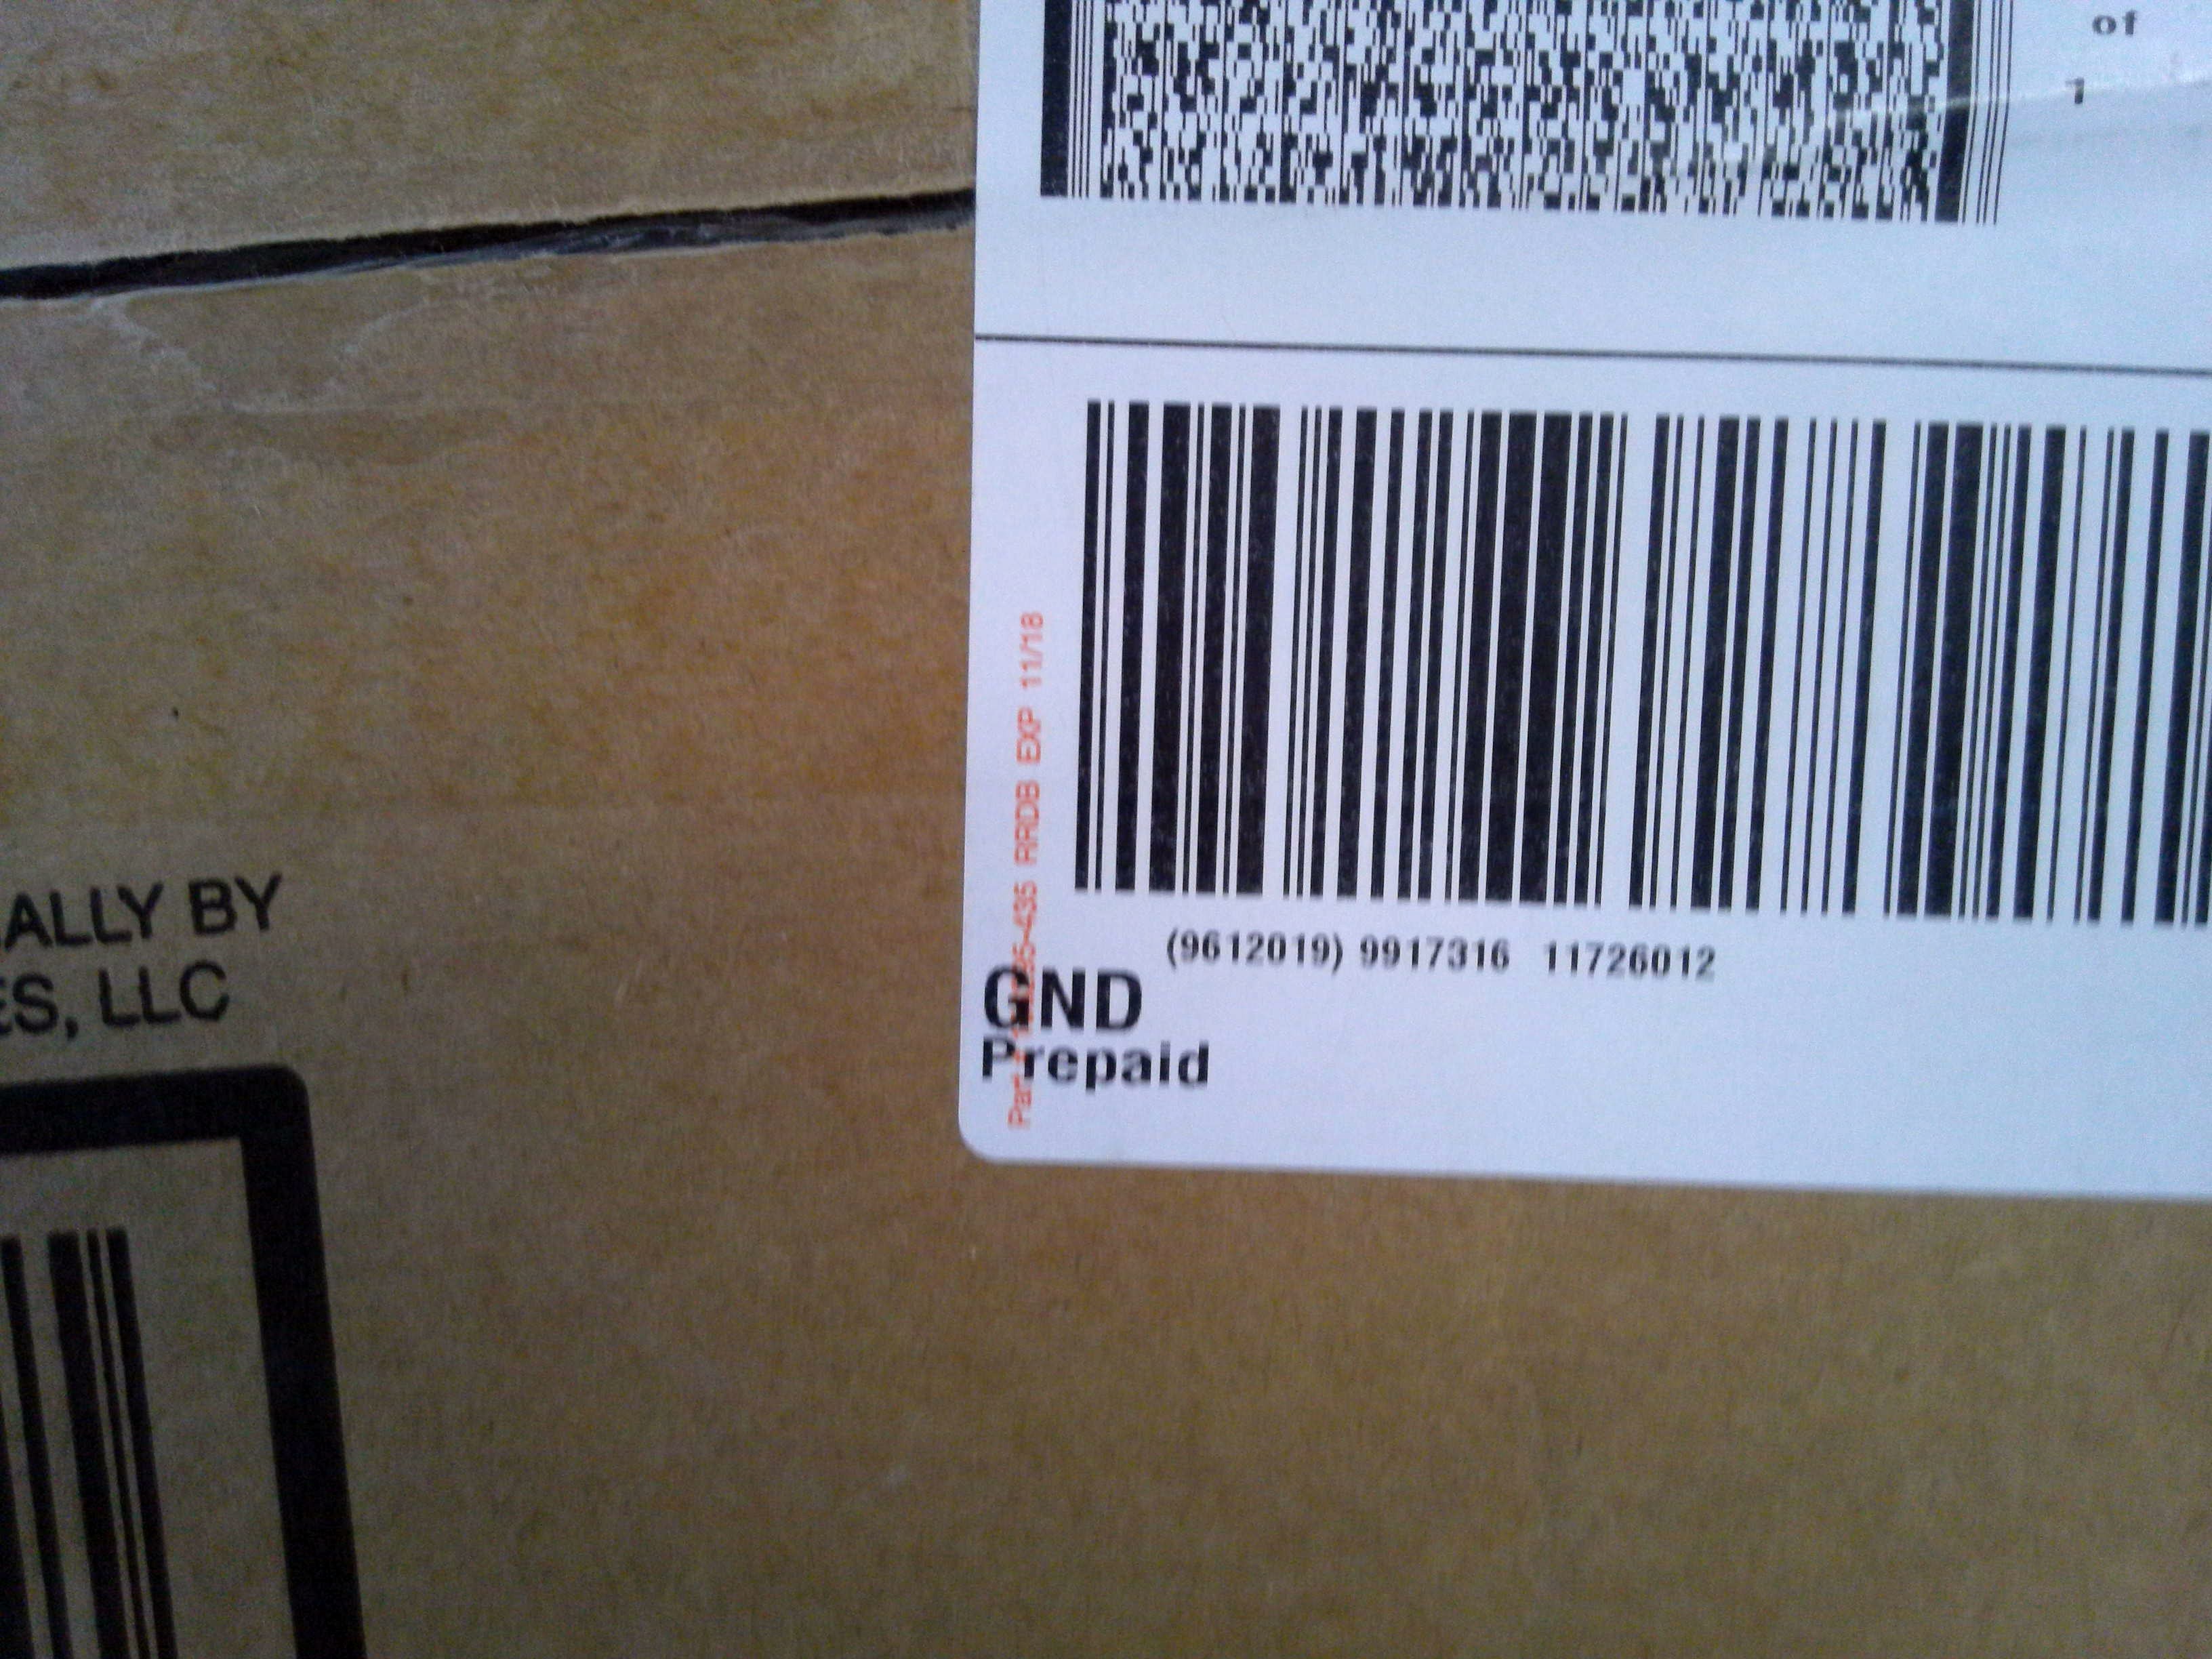 of
1
(9612019) 9917316 11726012
GND
Prepaid
RRDB EXP 11/18
ALLY BY
ES, LLC